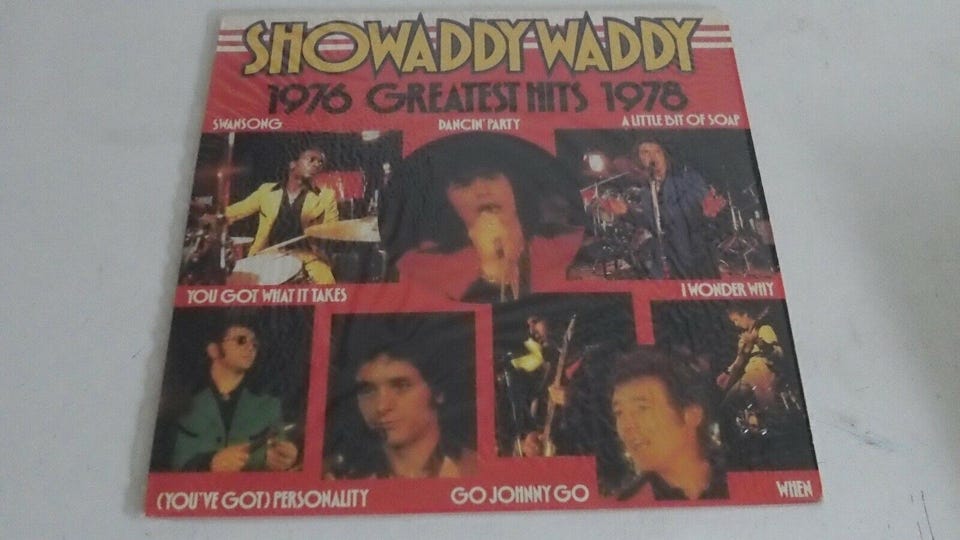 SHOWADDYWADDY
1976 GREATEST HITS 1978
SWANSONG DANCIN' PARTY A LITTLE BIT OF SOAP
YOU GOT WHAT IT TAKES I WONDER WHY
(YOU'VE GOT) PERSONALITY GO JOHNNY GO WHEN